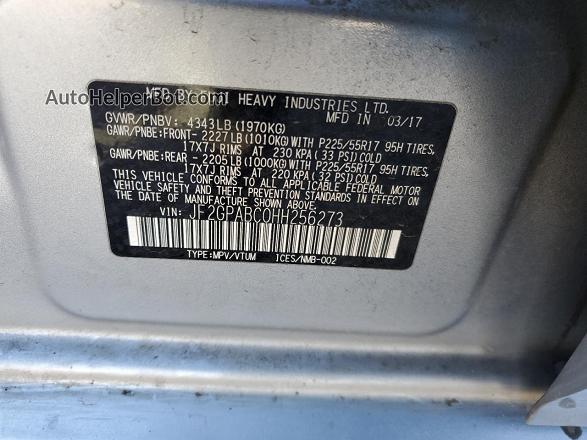 AutoBidMaster.com
MFD BY FUJI HEAVY INDUSTRIES LTD.
MFD IN 03/17
GVWR/PNBV: 4343LB(1970KG)
GAWR/PNBE:FRONT- 2227LB(1010KG)WITH P225/55R17 95H TIRES,
17X7J RIMS AT 230 KPA( 33 PSI)COLD
GAWR/PNBE:REAR - 2205LB(1000KG)WITH P225/55R17 95H TIRES,
17X7J RIMS AT 220 KPA( 32 PSI)COLD
THIS VEHICLE CONFORMS TO ALL APPLICABLE FEDERAL MOTOR
VEHICLE SAFETY AND THEFT PREVENTION STANDARDS IN EFFECT ON
THE DATE OF MANUFACTURE SHOWN ABOVE.
VIN: JF2GPABC0HH256273
TYPE:MPV/VTUM ICES/NMB-002